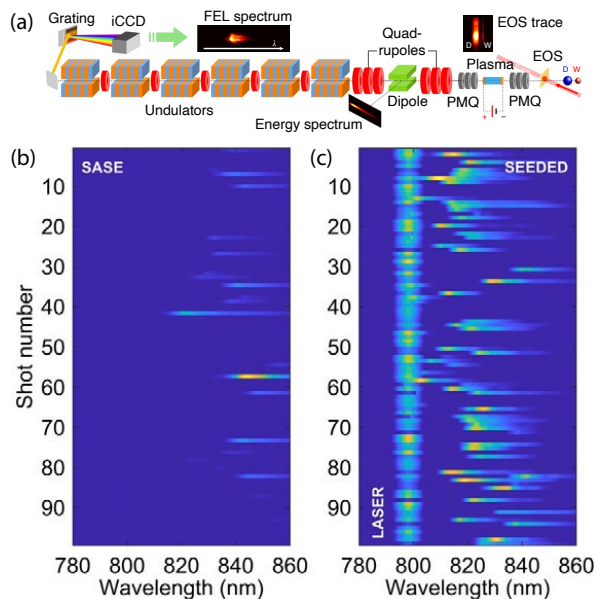 (a)
Grating
iCCD
FEL spectrum
λ
Undulators
Energy spectrum
Quad-
rupoles
Dipole
PMQ
Plasma
+
−
PMQ
EOS trace
D
W
EOS
D
W
(b)
SASE
10
20
30
40
50
60
70
80
90
Shot number
780
800
820
840
860
Wavelength (nm)
(c)
SEEDED
LASER
10
20
30
40
50
60
70
80
90
780
800
820
840
860
Wavelength (nm)